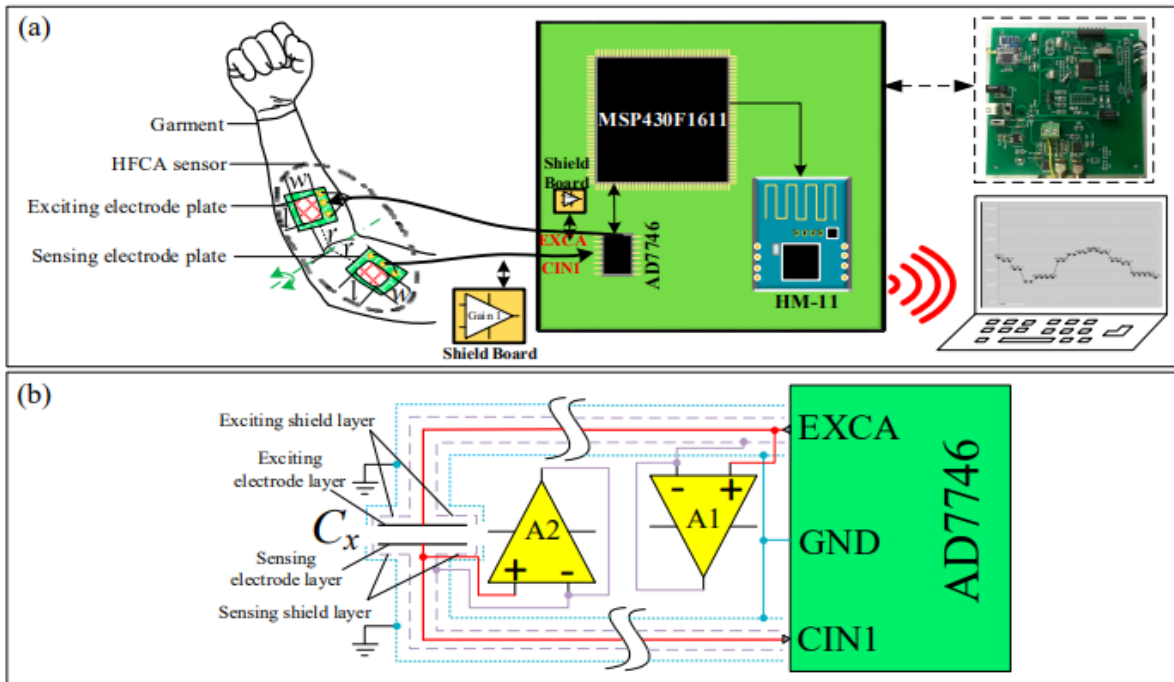 (a)
Garment
HFCA sensor
Exciting electrode plate
Sensing electrode plate
W
r
r
W
MSP430F1611
Shield
Board
EXCA
CIN1
AD7746
HM-11
Gain 1
Shield Board
(b)
Exciting shield layer
Exciting
electrode layer
Cx
Sensing
electrode layer
Sensing shield layer
A2
+ -
- +
A1
EXCA
GND
CIN1
AD7746